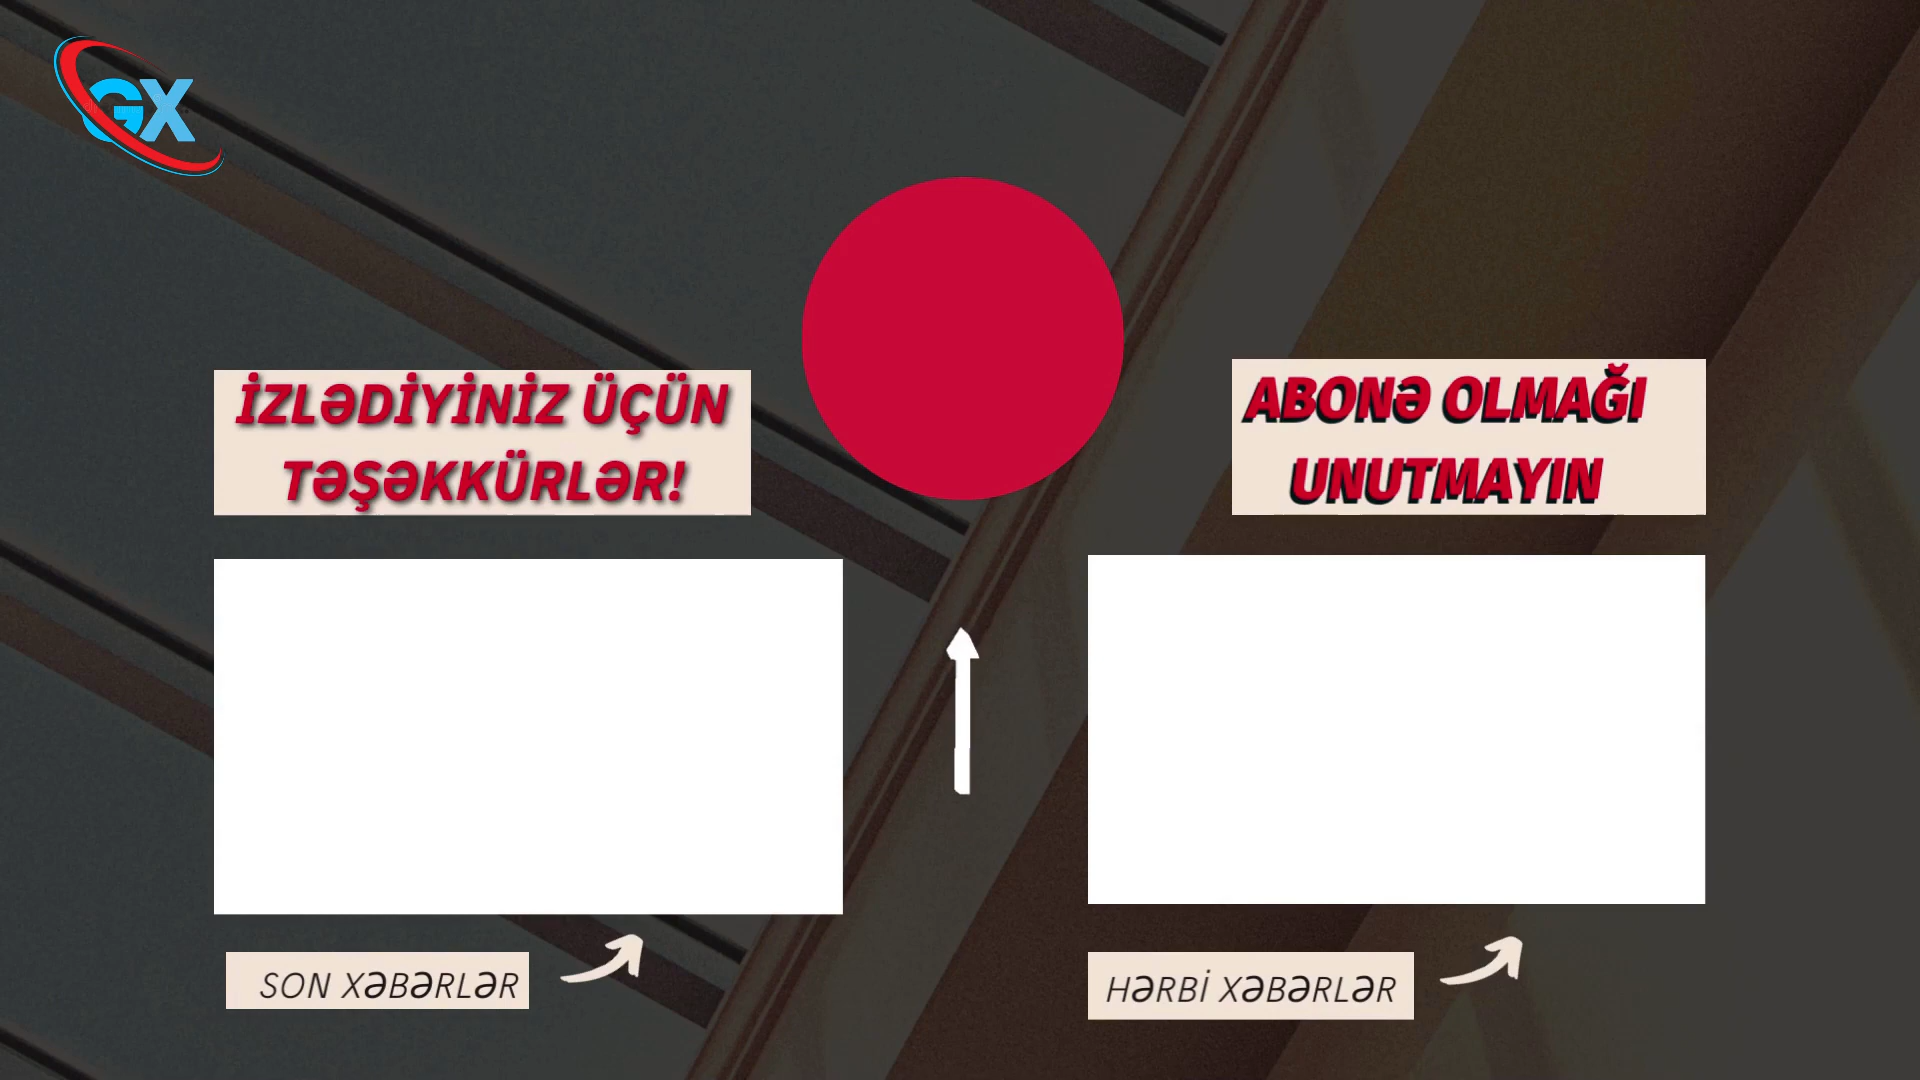 GX
İZLƏDİYİNİZ ÜÇÜN
TƏŞƏKKÜRLƏR!
ABONƏ OLMAĞI
UNUTMAYIN
SON XƏBƏRLƏR
HƏRBİ XƏBƏRLƏR